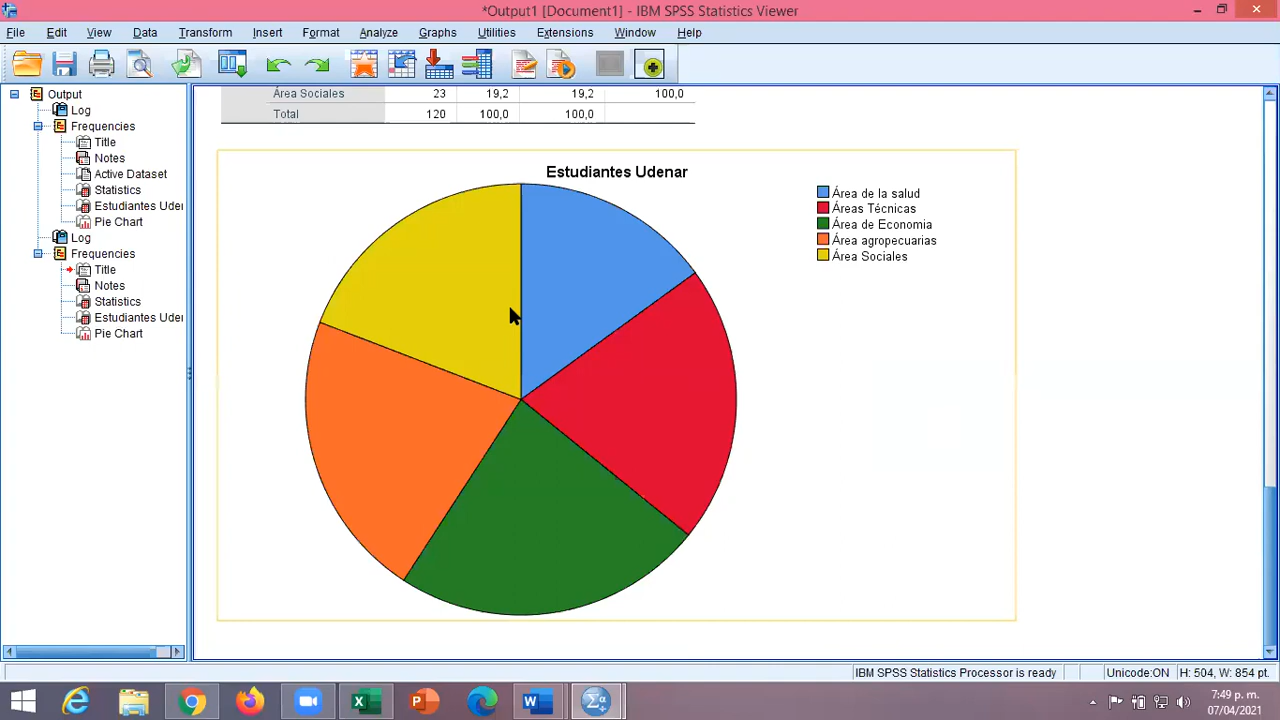 *Output1 [Document1] - IBM SPSS Statistics Viewer
File Edit View Data Transform Insert Format Analyze Graphs Utilities Extensions Window Help
Output
Log
Frequencies
Title
Notes
Active Dataset
Statistics
Estudiantes Uden
Pie Chart
Log
Frequencies
Title
Notes
Statistics
Estudiantes Uden
Pie Chart
Área Sociales 23 19,2 19,2 100,0
Total 120 100,0 100,0
Estudiantes Udenar
Área de la salud
Áreas Técnicas
Área de Economia
Área agropecuarias
Área Sociales
IBM SPSS Statistics Processor is ready Unicode:ON H: 504, W: 854 pt.
7:49 p. m.
07/04/2021